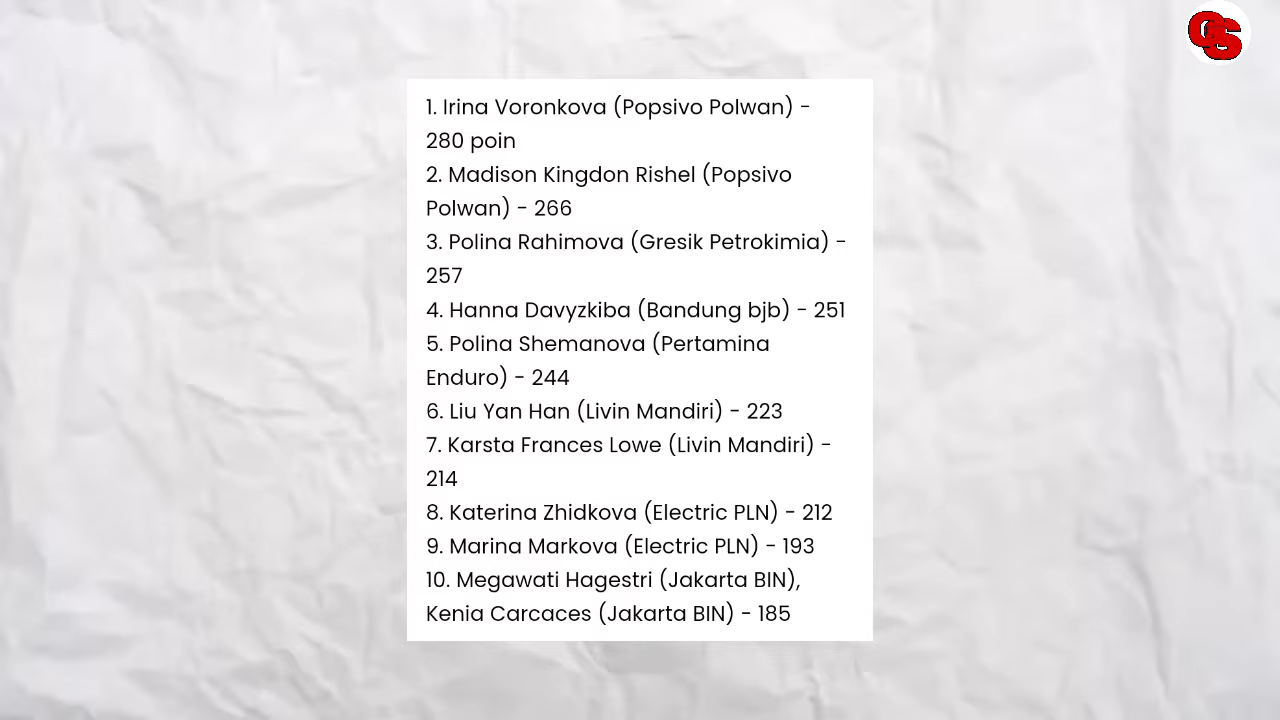 GS
1. Irina Voronkova (Popsivo Polwan) -
280 poin
2. Madison Kingdon Rishel (Popsivo
Polwan) - 266
3. Polina Rahimova (Gresik Petrokimia) -
257
4. Hanna Davyzkiba (Bandung bjb) - 251
5. Polina Shemanova (Pertamina
Enduro) - 244
6. Liu Yan Han (Livin Mandiri) - 223
7. Karsta Frances Lowe (Livin Mandiri) -
214
8. Katerina Zhidkova (Electric PLN) - 212
9. Marina Markova (Electric PLN) - 193
10. Megawati Hagestri (Jakarta BIN),
Kenia Carcaces (Jakarta BIN) - 185